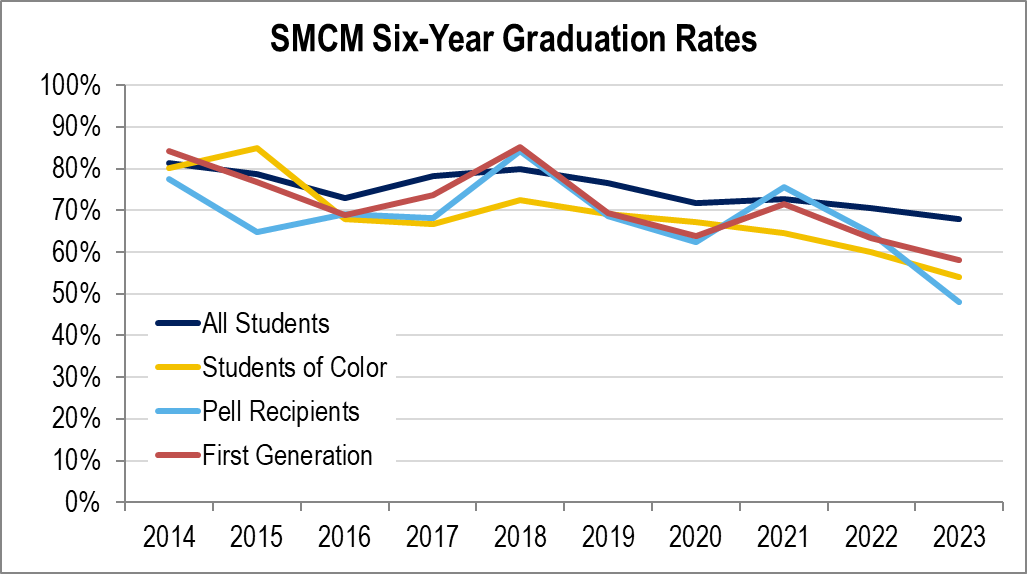 SMCM Six-Year Graduation Rates
100%
90%
80%
70%
60%
50%
40%
30%
20%
10%
0%
All Students
Students of Color
Pell Recipients
First Generation
2014 2015 2016 2017 2018 2019 2020 2021 2022 2023